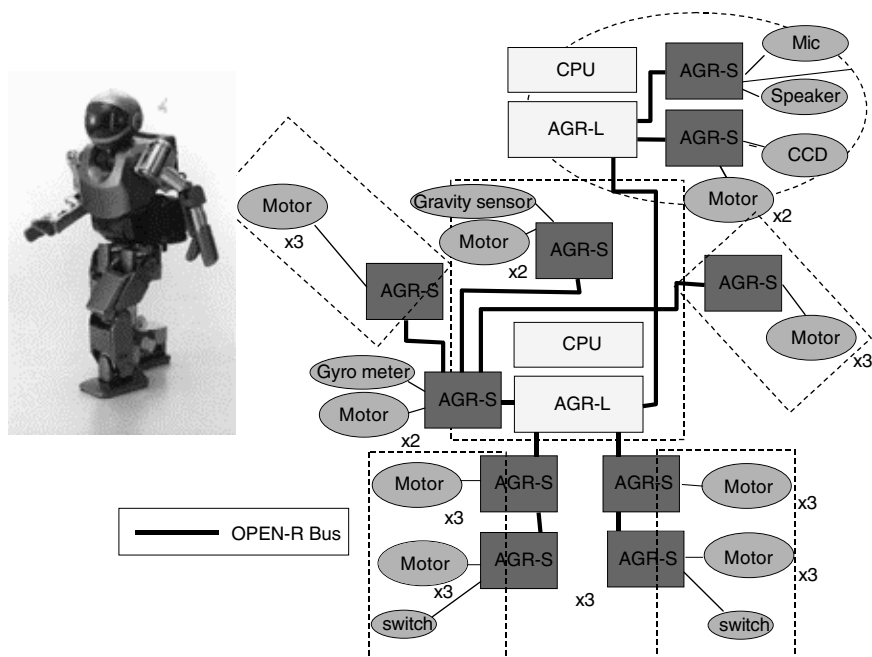 CPU
AGR-S
Mic
AGR-L
Speaker
AGR-S
CCD
Motor
x2
Motor
x3
Gravity sensor
Motor
x2
AGR-S
AGR-S
AGR-S
Motor
x3
CPU
Gyro meter
AGR-S
AGR-L
Motor
x2
Motor
x3
AGR-S
AGR-S
Motor
x3
OPEN-R Bus
Motor
x3
AGR-S
AGR-S
Motor
x3
x3
switch
switch